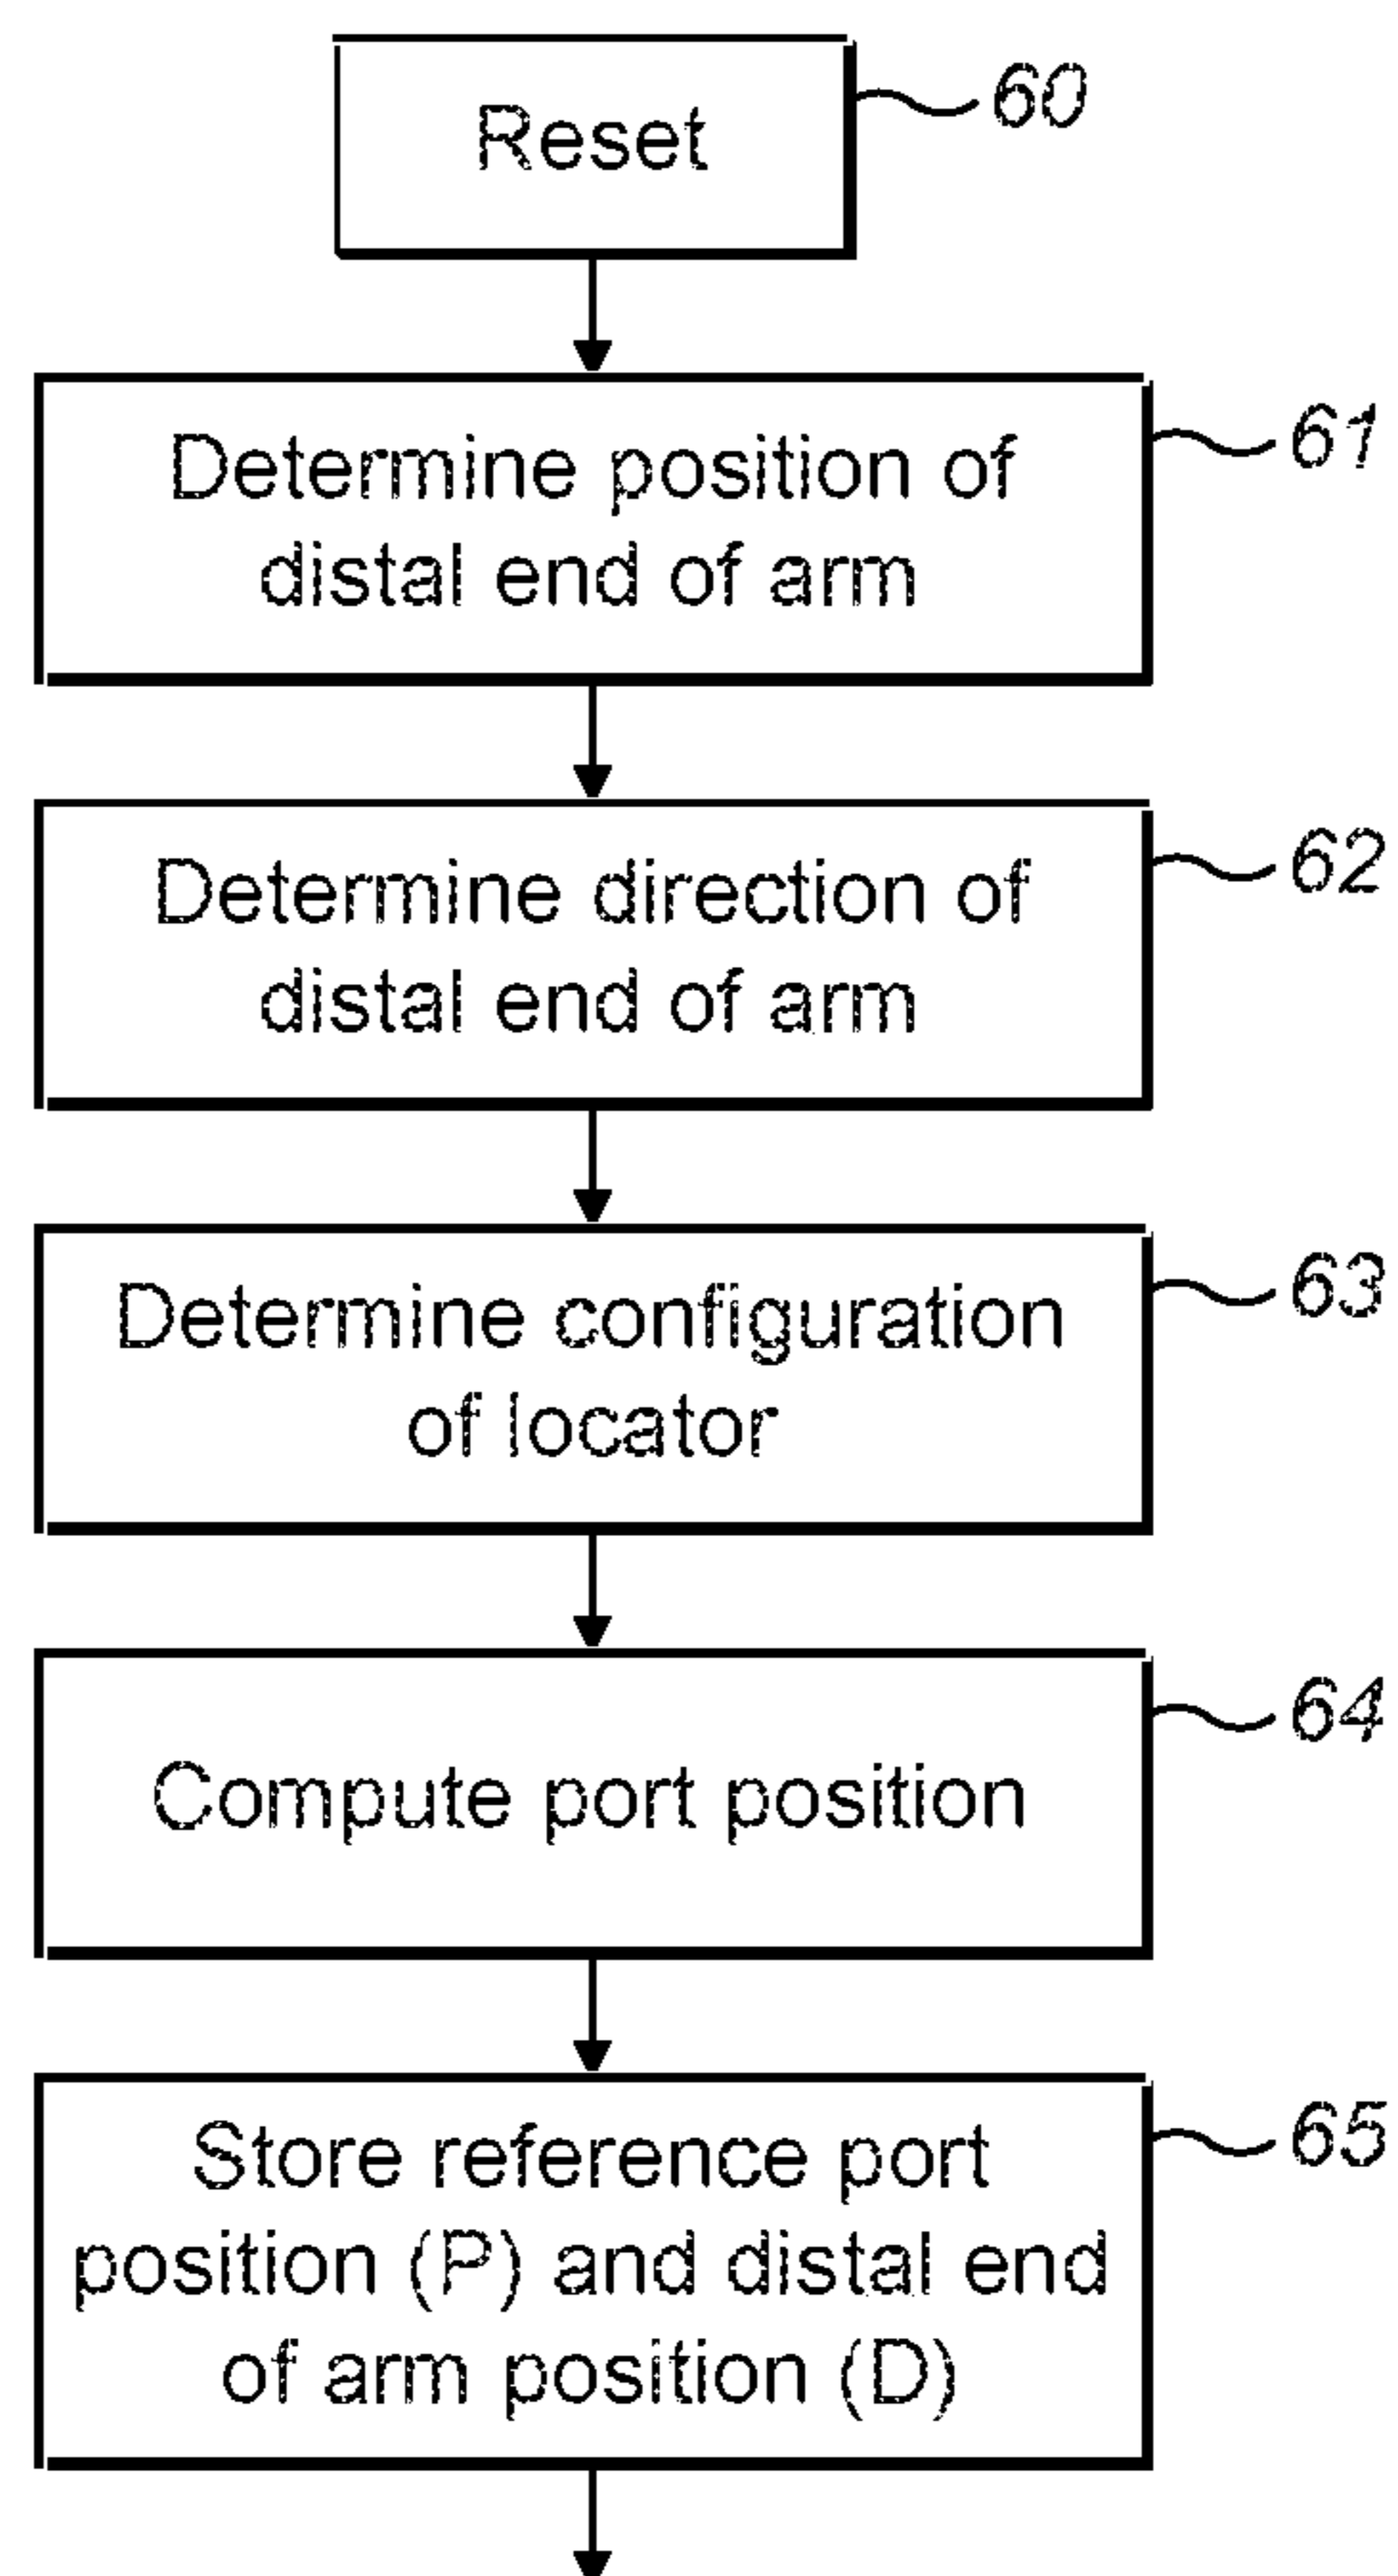 Reset
60
Determine position of
distal end of arm
61
Determine direction of
distal end of arm
62
Determine configuration
of locator
63
Compute port position
64
Store reference port
position (P) and distal end
of arm position (D)
65